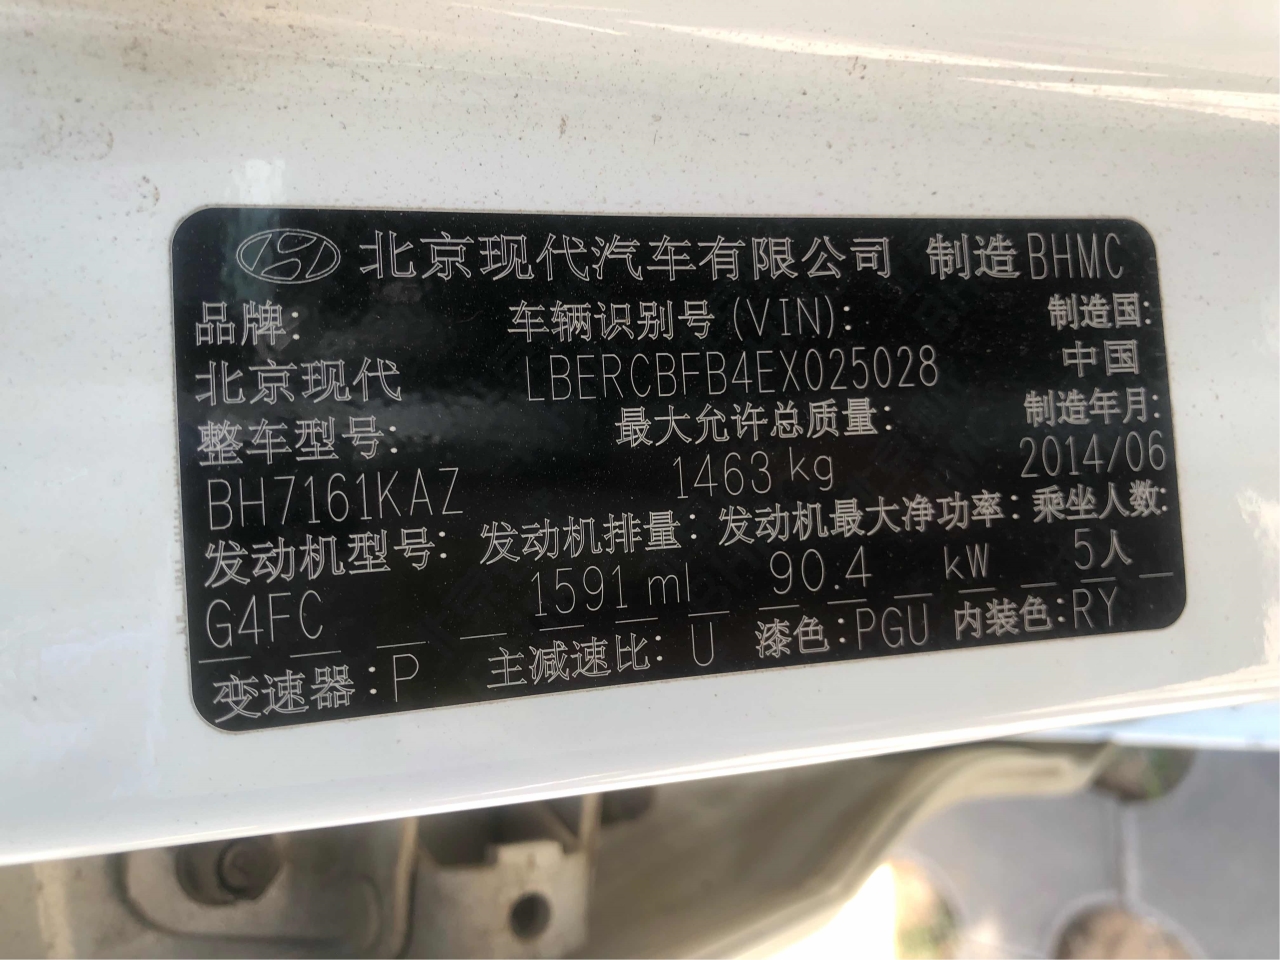 北京现代汽车有限公司 制造 BHMC
品牌: 车辆识别号 (VIN): 制造国:
北京现代 LBERCBFB4EX025028 中国
整车型号: 最大允许总质量: 制造年月:
BH7161KAZ 1463 kg 2014/06
发动机型号: 发动机排量: 发动机最大净功率: 乘坐人数:
G4FC 1591 ml 90.4 kW 5人
变速器:P 主减速比: U 漆色:PGU 内装色:RY